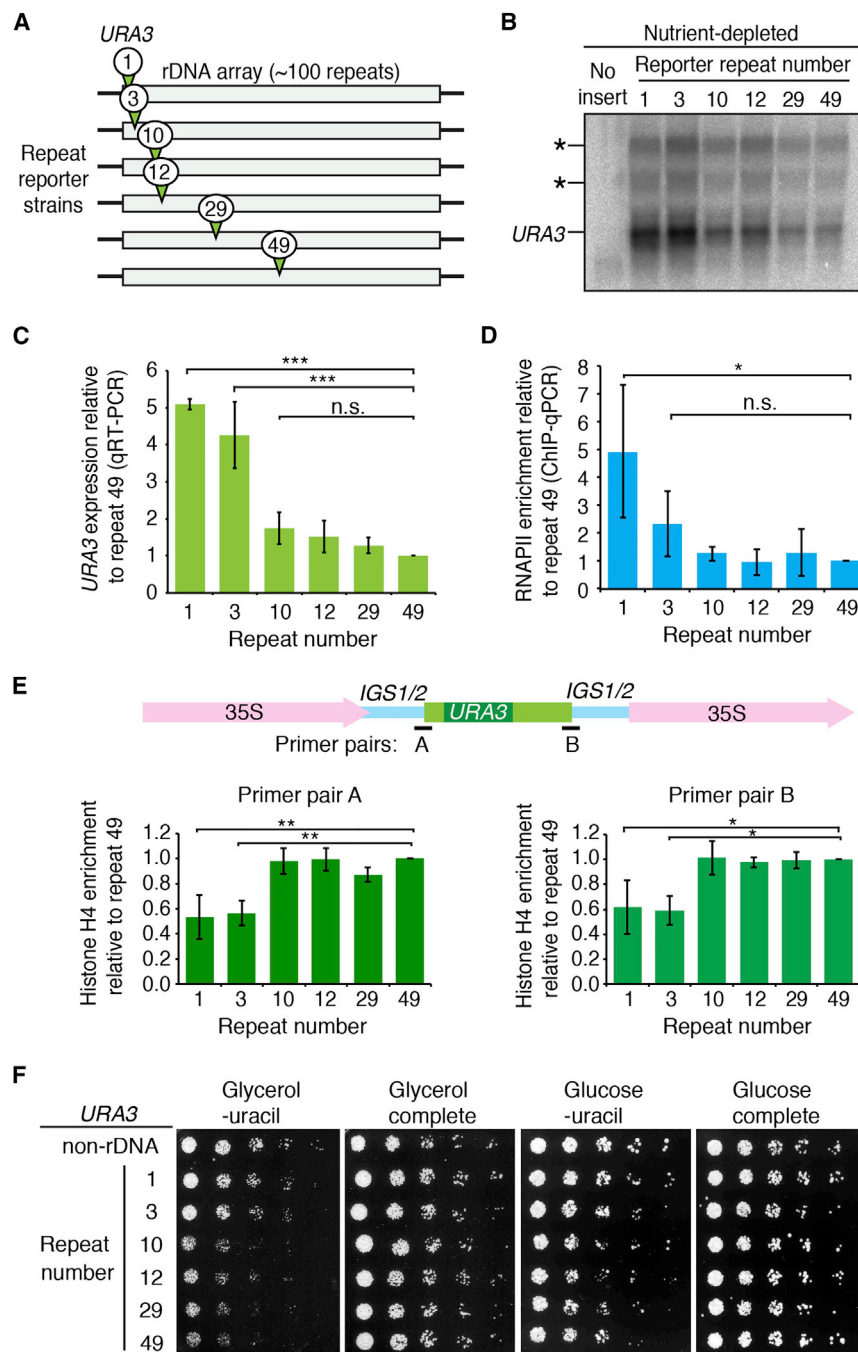 A
URA3
1
rDNA array (~100 repeats)
3
10
12
29
49
Repeat
reporter
strains
B
Nutrient-depleted
No
insert
Reporter repeat number
1 3 10 12 29 49
*
*
URA3
C
URA3 expression relative
to repeat 49 (qRT-PCR)
6
5
4
3
2
1
0
***
***
n.s.
1 3 10 12 29 49
Repeat number
D
RNAPII enrichment relative
to repeat 49 (ChIP-qPCR)
8
7
6
5
4
3
2
1
0
*
n.s.
1 3 10 12 29 49
Repeat number
E
IGS1/2 IGS1/2
35S URA3 35S
Primer pairs: A B
Primer pair A
Histone H4 enrichment
relative to repeat 49
1.2
1.0
0.8
0.6
0.4
0.2
0.0
**
**
1 3 10 12 29 49
Repeat number
Primer pair B
Histone H4 enrichment
relative to repeat 49
1.2
1.0
0.8
0.6
0.4
0.2
0.0
*
*
1 3 10 12 29 49
Repeat number
F
URA3
Glycerol
-uracil
Glycerol
complete
Glucose
-uracil
Glucose
complete
non-rDNA
Repeat
number
1
3
10
12
29
49